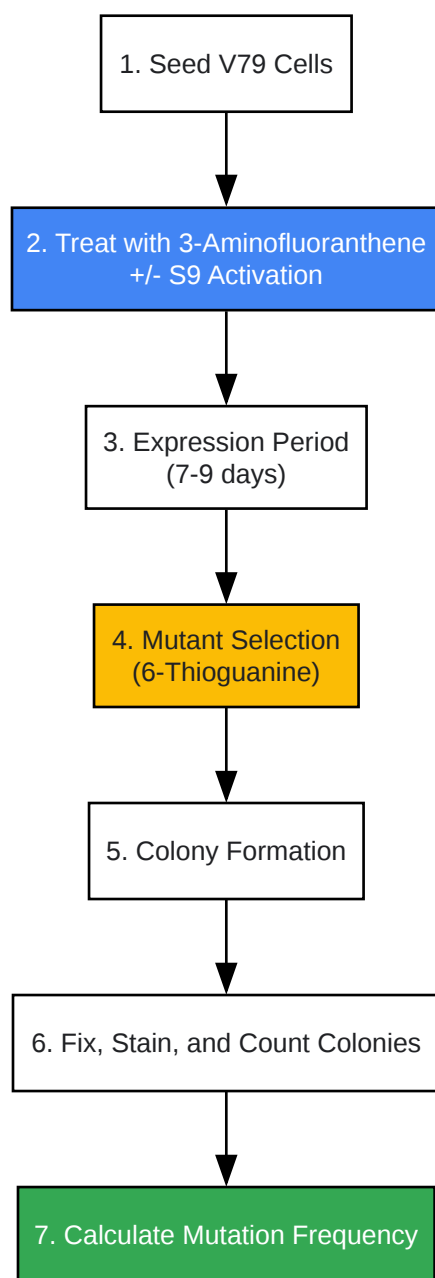 1. Seed V79 Cells
2. Treat with 3-Aminofluoranthene
+/- S9 Activation
3. Expression Period
(7-9 days)
4. Mutant Selection
(6-Thioguanine)
5. Colony Formation
6. Fix, Stain, and Count Colonies
7. Calculate Mutation Frequency